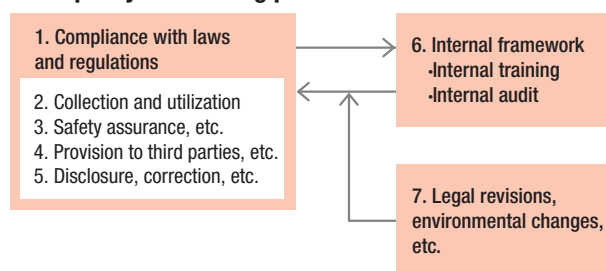 1. Compliance with laws
and regulations
2. Collection and utilization
3. Safety assurance, etc.
4. Provision to third parties, etc.
5. Disclosure, correction, etc.
6. Internal framework
·Internal training
·Internal audit
7. Legal revisions,
environmental changes,
etc.